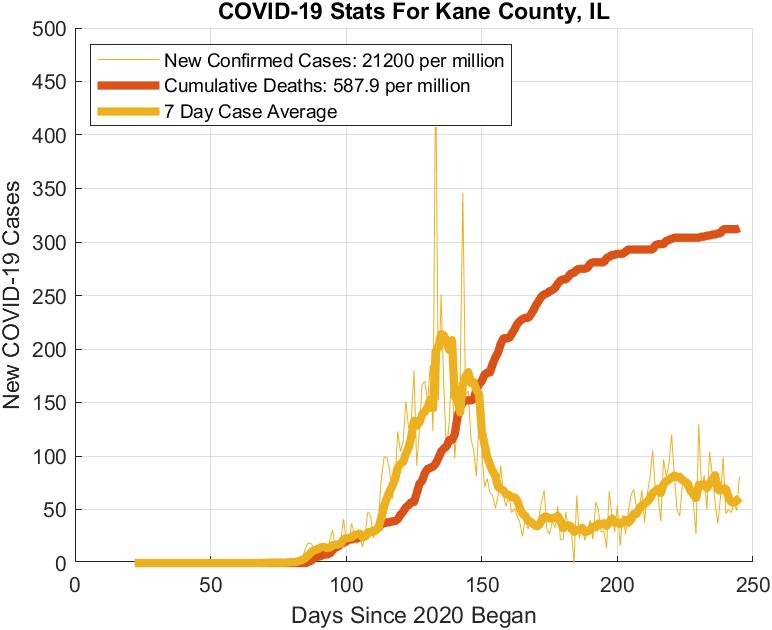 COVID-19 Stats For Kane County, IL
500
450
400
350
300
250
200
150
100
50
0
New COVID-19 Cases
New Confirmed Cases: 21200 per million
Cumulative Deaths: 587.9 per million
7 Day Case Average
0
50
100
150
200
250
Days Since 2020 Began